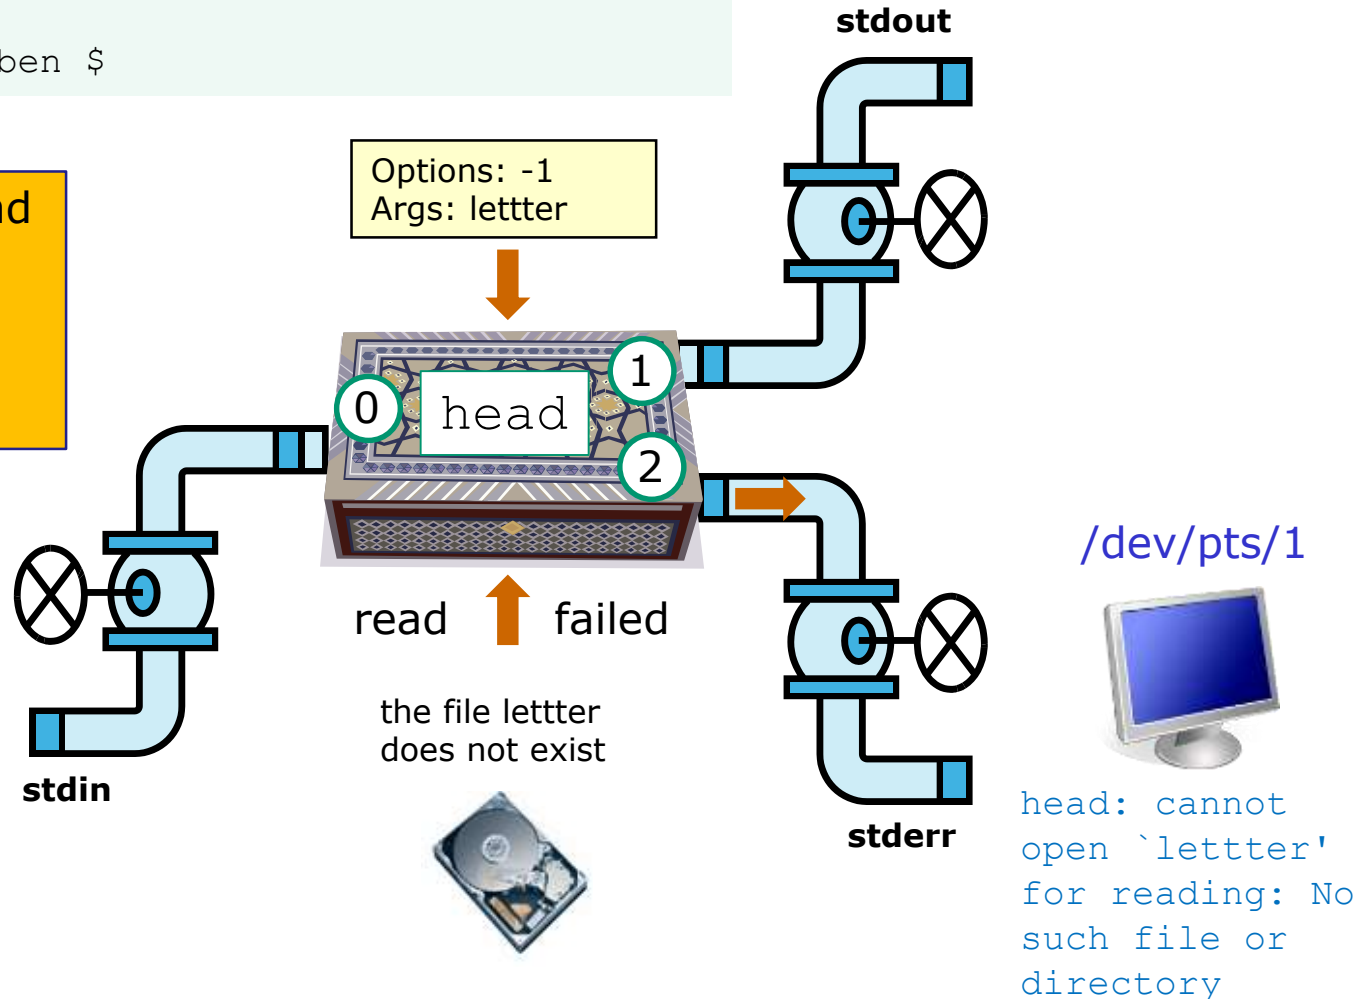 stdout
ben $
Options: -1
Args: lettter
1
0
head
2
/dev/pts/1
read failed
the file lettter
does not exist
stdin
stderr
head: cannot
open `lettter'
for reading: No
such file or
directory